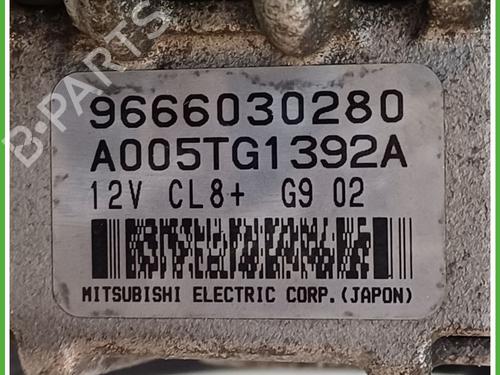 9666030280
A005TG1392A
12V CL8+ G9 02
MITSUBISHI ELECTRIC CORP.(JAPON)
B-PARTS